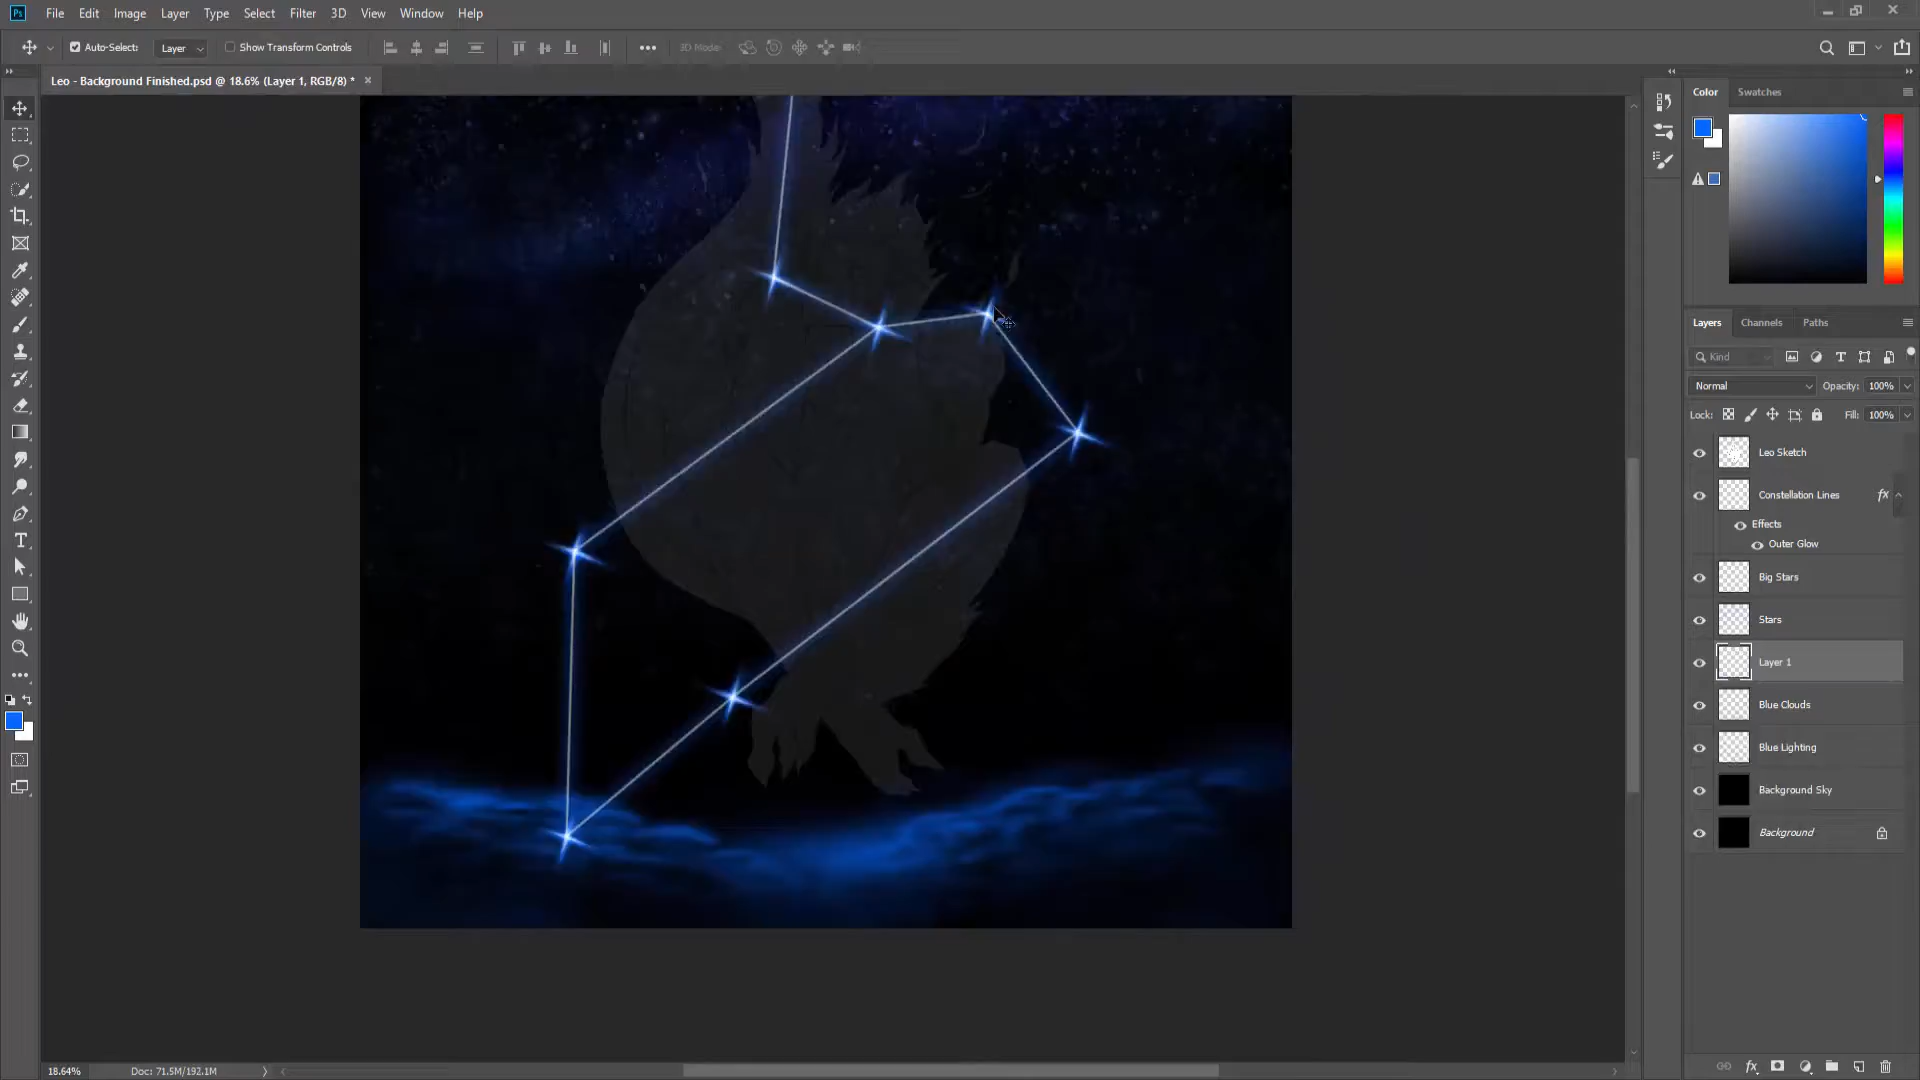 Ps File Edit Image Layer Type Select Filter 3D View Window Help
Auto-Select: Layer Show Transform Controls 3D Mode:
Leo - Background Finished.psd @ 18.6% (Layer 1, RGB/8) *
Color Swatches
Layers Channels Paths
Kind
Normal Opacity: 100%
Lock: Fill: 100%
Leo Sketch
Constellation Lines fx
Effects
Outer Glow
Big Stars
Stars
Layer 1
Blue Clouds
Blue Lighting
Background Sky
Background
18.64% Doc: 71.5M/192.1M